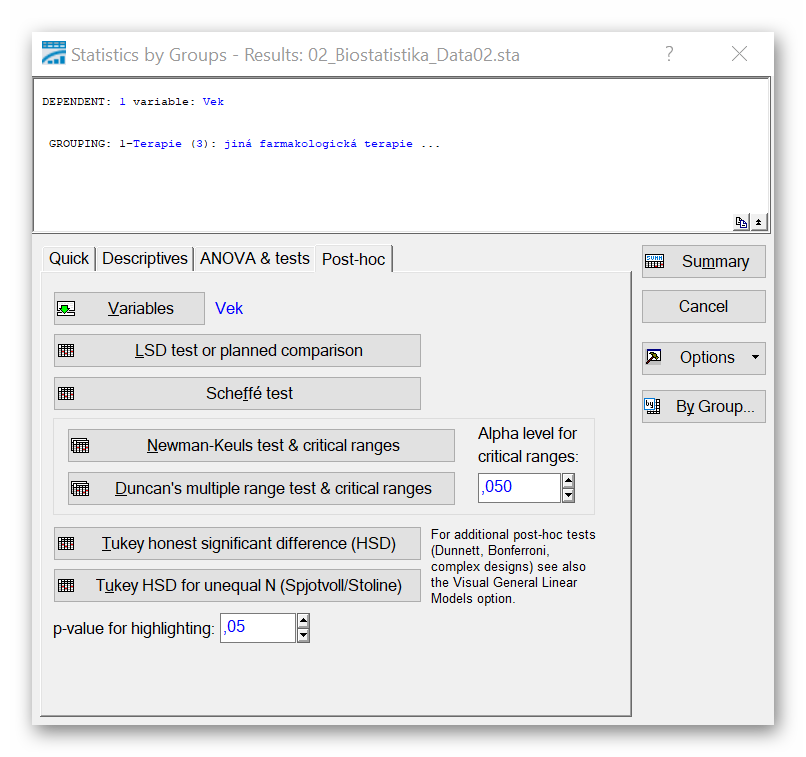 Statistics by Groups - Results: 02_Biostatistika_Data02.sta
?
DEPENDENT: 1 variable: Vek
GROUPING: 1-Terapie (3): jiná farmakologická terapie ...
Quick
Descriptives
ANOVA & tests
Post-hoc
Variables
Vek
LSD test or planned comparison
Scheffé test
Newman-Keuls test & critical ranges
Duncan's multiple range test & critical ranges
Alpha level for
critical ranges:
,050
Tukey honest significant difference (HSD)
Tukey HSD for unequal N (Spjotvoll/Stoline)
For additional post-hoc tests
(Dunnett, Bonferroni,
complex designs) see also
the Visual General Linear
Models option.
p-value for highlighting: ,05
Summary
Cancel
Options
By Group...